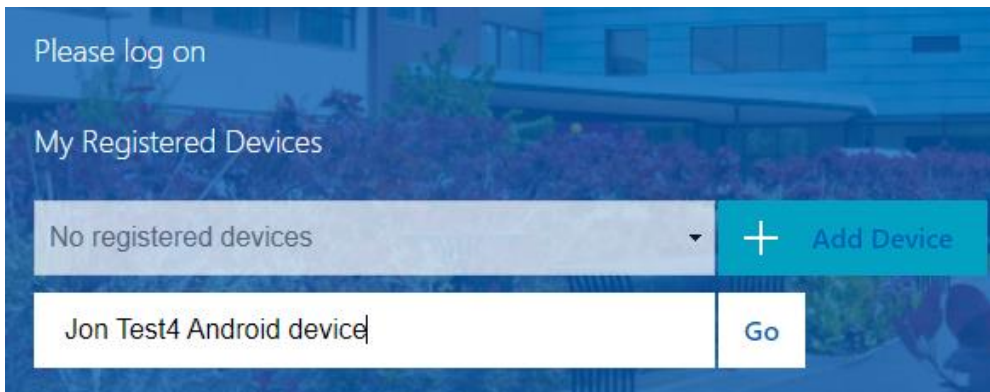 Please log on
My Registered Devices
No registered devices
Add Device
Jon Test4 Android device
Go